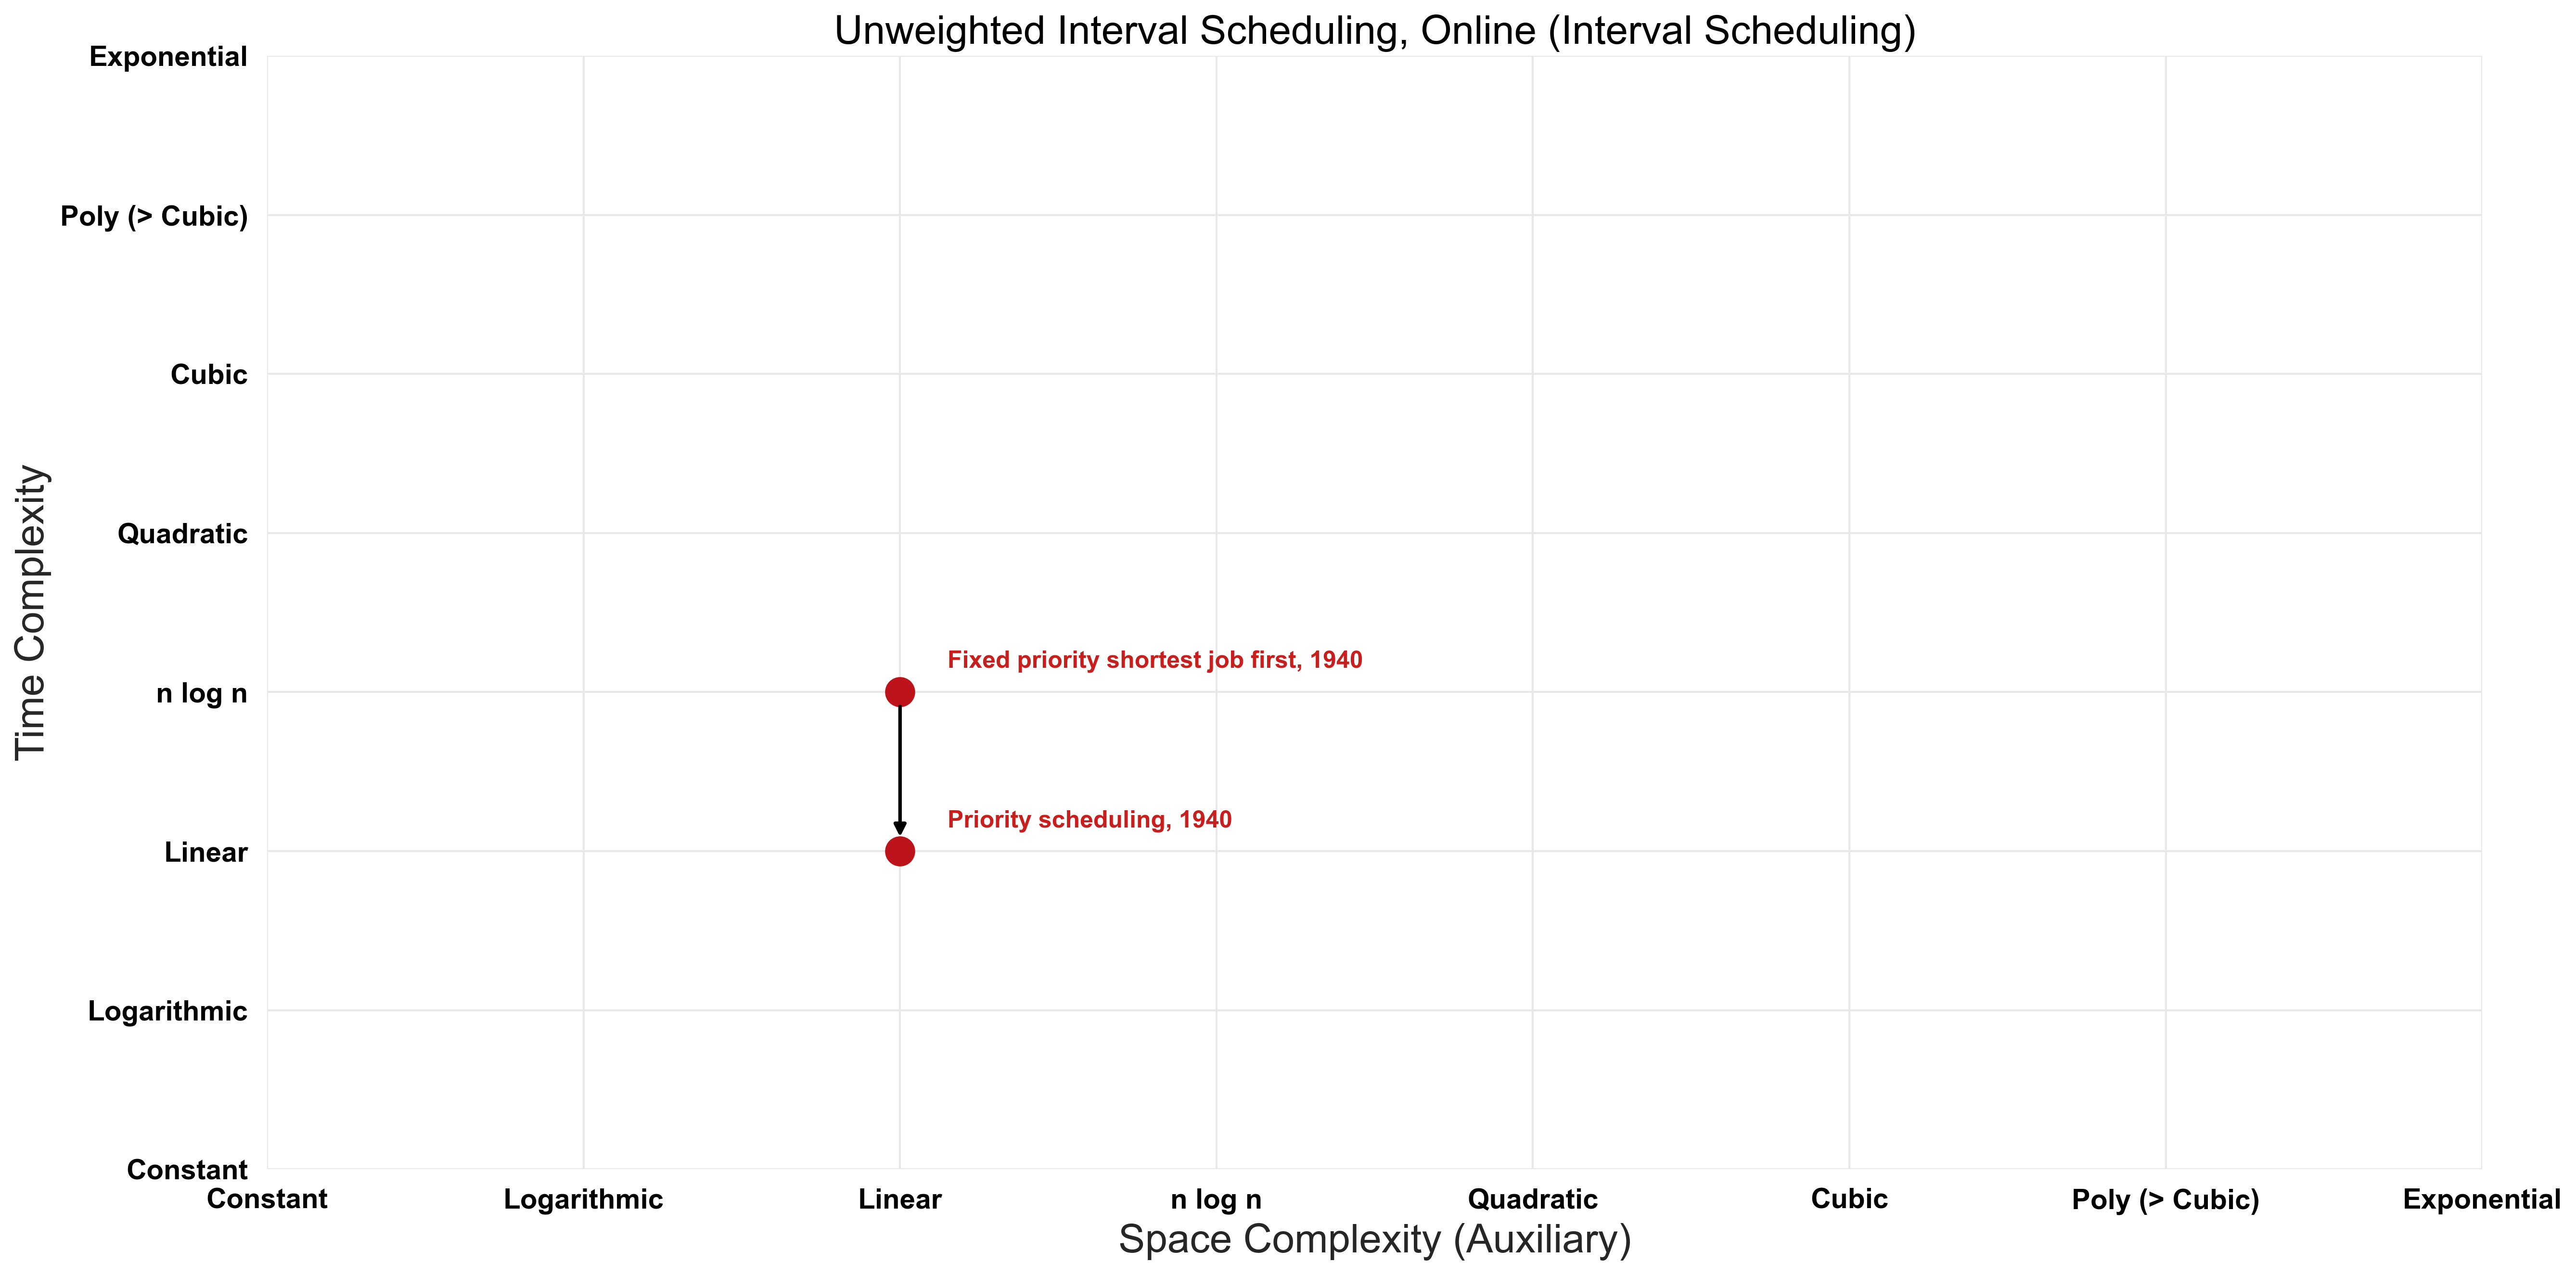 Unweighted Interval Scheduling, Online (Interval Scheduling)
Exponential
Poly (> Cubic)
Cubic
Quadratic
n log n
Linear
Logarithmic
Constant
Time Complexity
Fixed priority shortest job first, 1940
Priority scheduling, 1940
Constant
Logarithmic
Linear
n log n
Quadratic
Cubic
Poly (> Cubic)
Exponential
Space Complexity (Auxiliary)